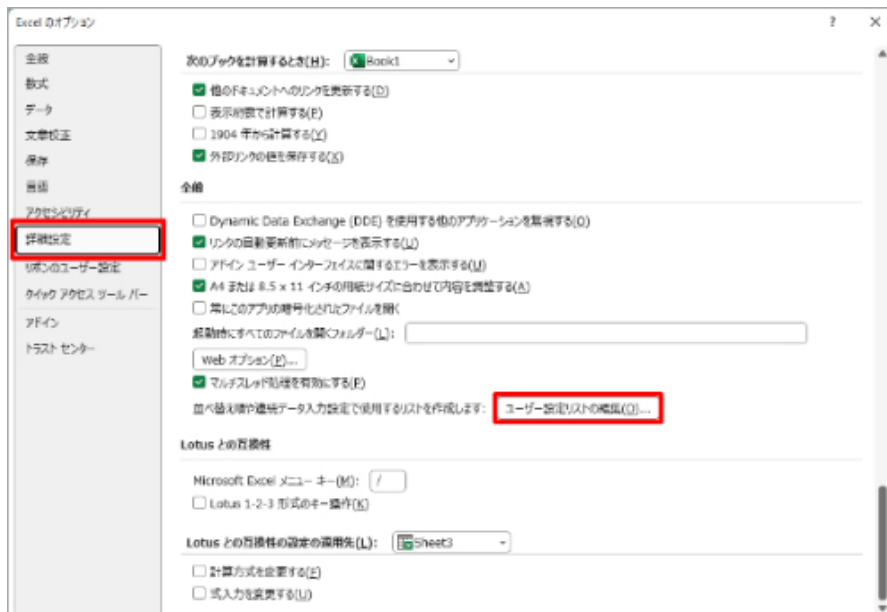 Excel のオプション
?
×
全般
数式
データ
文章校正
保存
言語
アクセシビリティ
詳細設定
リボンのユーザー設定
クイック アクセス ツール バー
アドイン
トラスト センター
次のブックを計算するとき(H):
Book1
他のドキュメントへのリンクを更新する(D)
表示桁数で計算する(P)
1904 年から計算する(Y)
外部リンクの値を保存する(X)
全般
Dynamic Data Exchange (DDE) を使用する他のアプリケーションを無視する(O)
リンクの自動更新前にメッセージを表示する(U)
アドイン ユーザー インターフェイスに関するエラーを表示する(U)
A4 または 8.5 x 11 インチの用紙サイズに合わせて内容を調整する(A)
常にこのアプリの暗号化されたファイルを開く
起動時にすべてのファイルを開くフォルダー(L):
Web オプション(P)...
マルチスレッド処理を有効にする(P)
並べ替え順や連続データ入力設定で使用するリストを作成します:
ユーザー設定リストの編集(O)...
Lotus との互換性
Microsoft Excel メニュー キー(M):
/
Lotus 1-2-3 形式のキー操作(K)
Lotus との互換性の設定の適用先(L):
Sheet3
計算方式を変更する(F)
式入力を変更する(U)